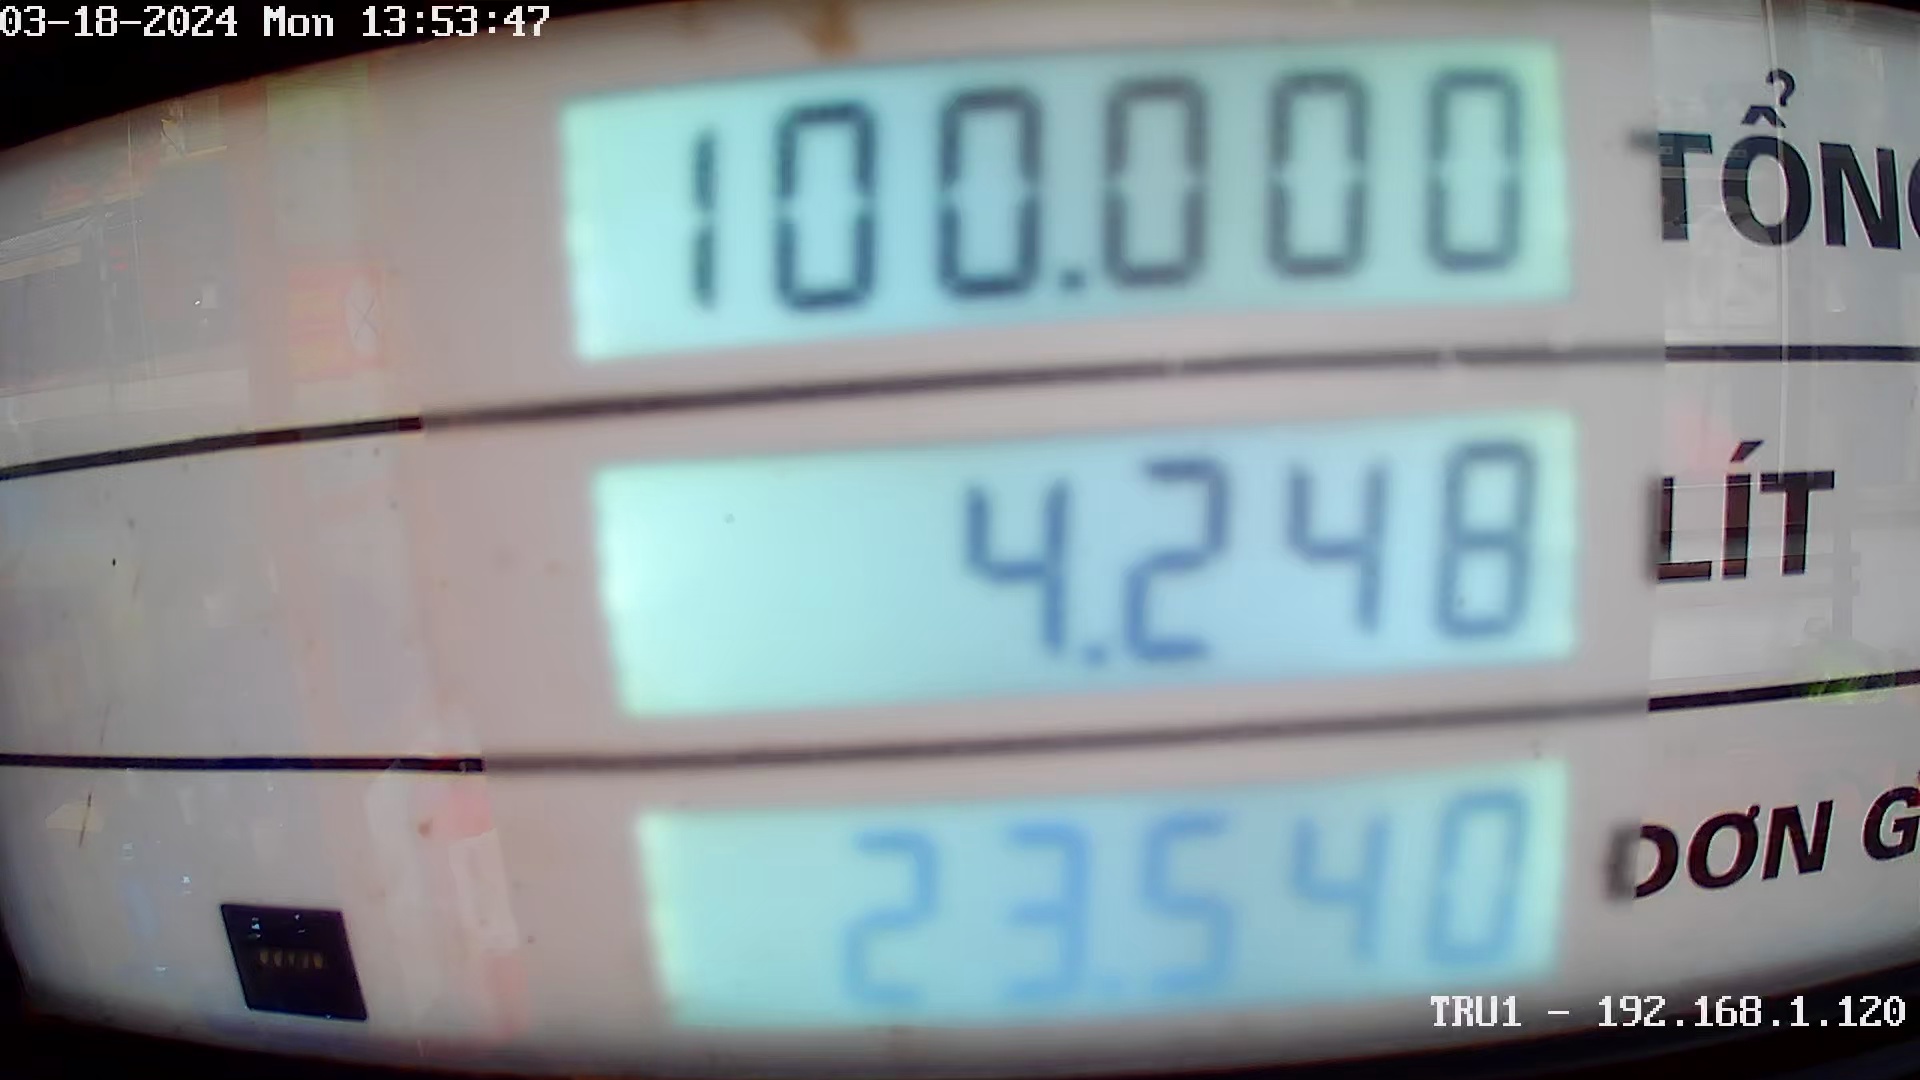 03-18-2024 Mon 13:53:47
100.000 TỔNG
4.248 LÍT
23.540 ĐƠN G
TRU1 - 192.168.1.120